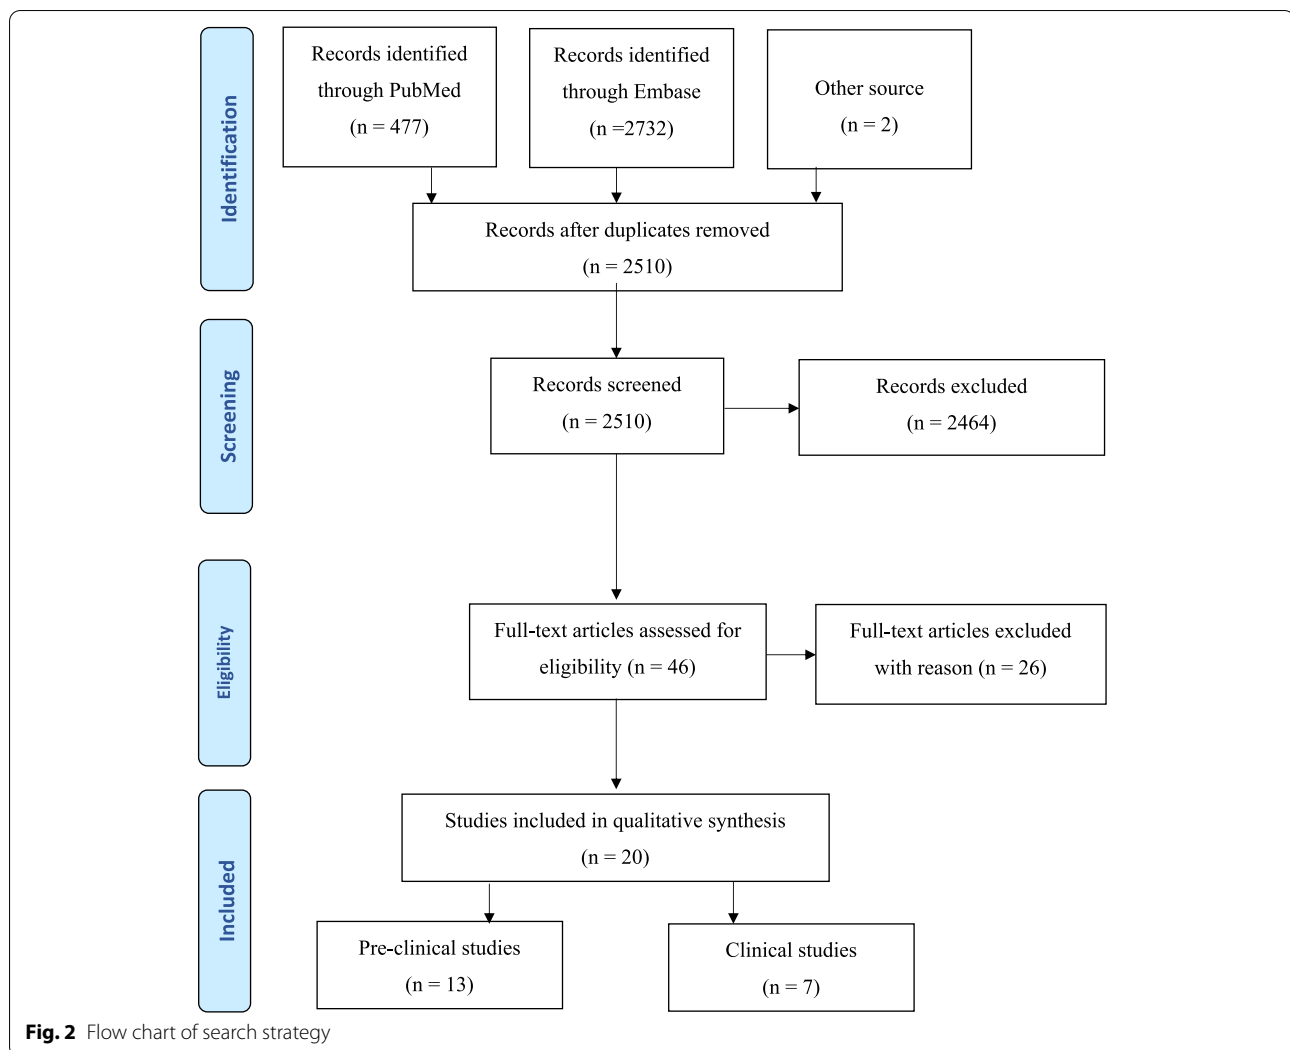 Identification
Records identified
through PubMed
(n = 477)
Records identified
through Embase
(n =2732)
Other source
(n = 2)
Records after duplicates removed
(n = 2510)
Screening
Records screened
(n = 2510)
Records excluded
(n = 2464)
Eligibility
Full-text articles assessed for
eligibility (n = 46)
Full-text articles excluded
with reason (n = 26)
Included
Studies included in qualitative synthesis
(n = 20)
Pre-clinical studies
(n = 13)
Clinical studies
(n = 7)
Fig. 2 Flow chart of search strategy